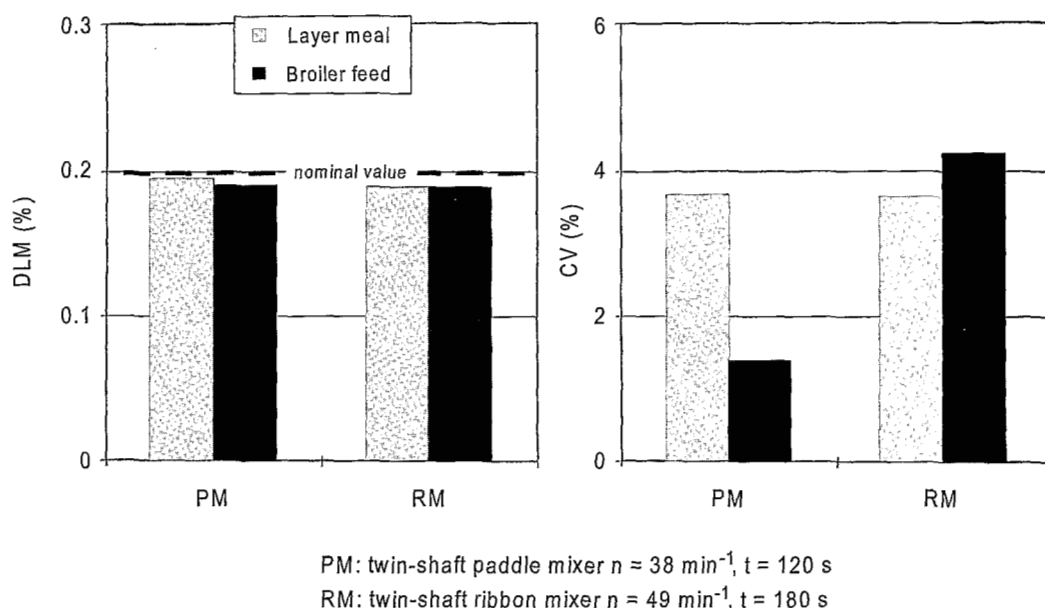 0.3
Layer meal
Broiler feed
0.2
nominal value
DLM (%)
0.1
0
PM
RM
6
4
CV (%)
2
0
PM
RM
PM: twin-shaft paddle mixer n = 38 min⁻¹, t = 120 s
RM: twin-shaft ribbon mixer n = 49 min⁻¹, t = 180 s